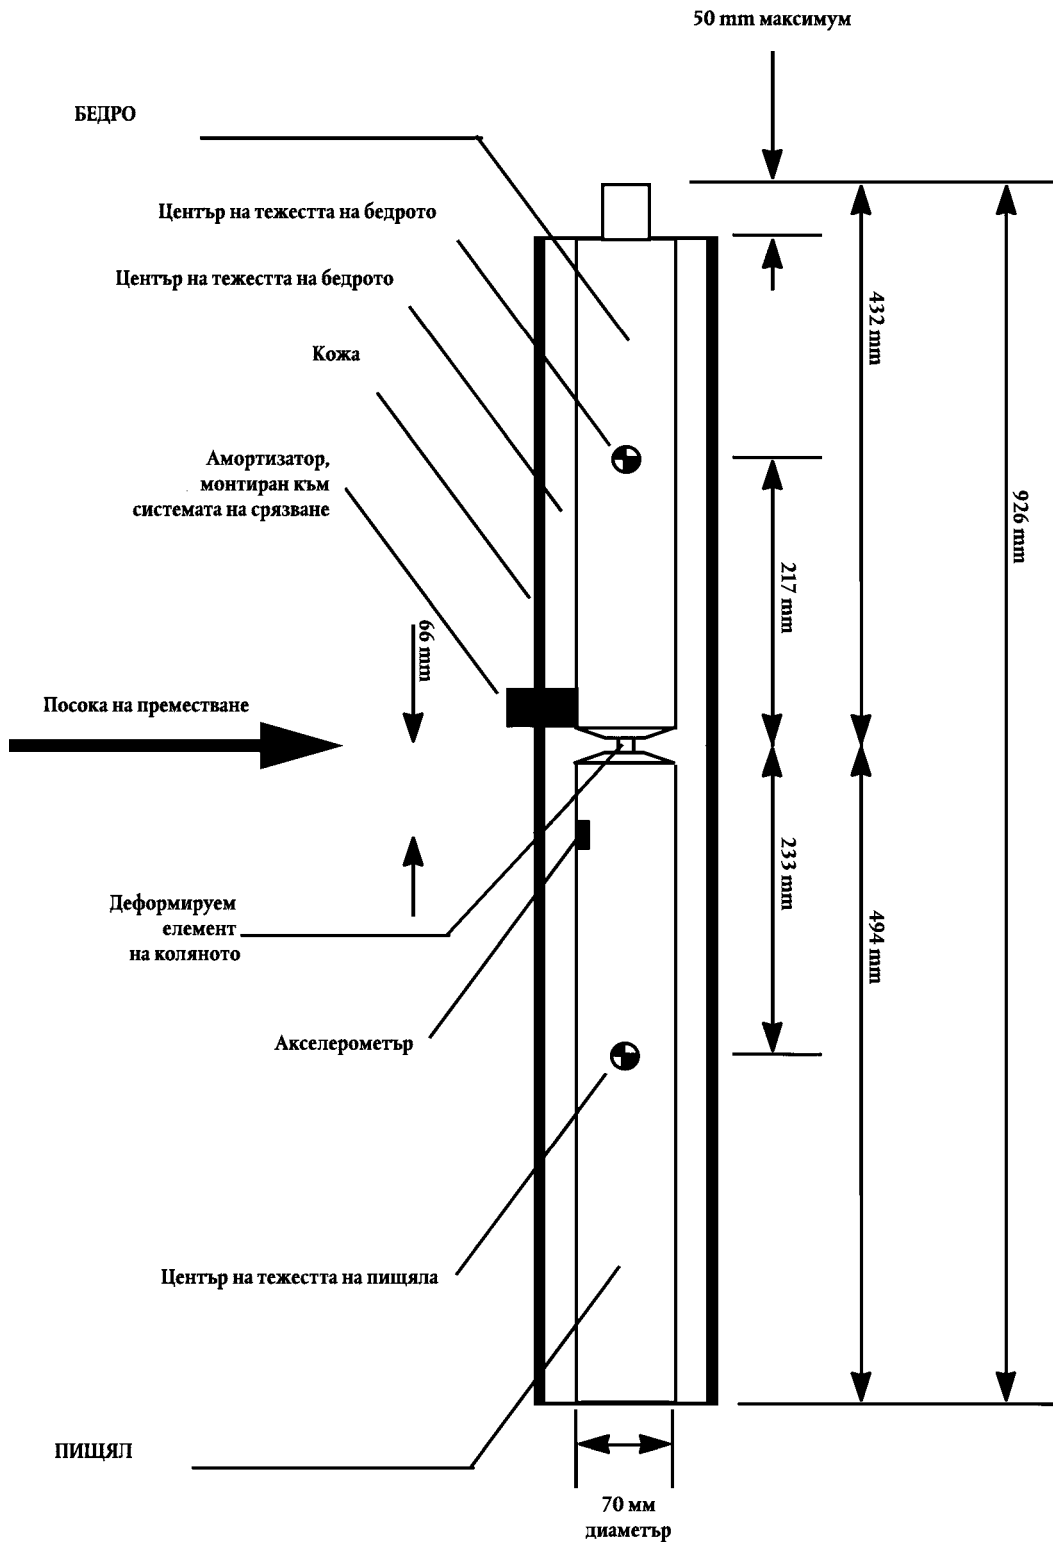 50 mm максимум
БЕДРО
Център на тежестта на бедрото
Център на тежестта на бедрото
432 mm
Кожа
Амортизатор,
монтиран към
системата на срязване
926 mm
217 mm
66 mm
Посока на преместване
233 mm
Деформируем
елемент
на коляното
494 mm
Акселерометър
Център на тежестта на пищяла
ПИЩЯЛ
70 мм
диаметър